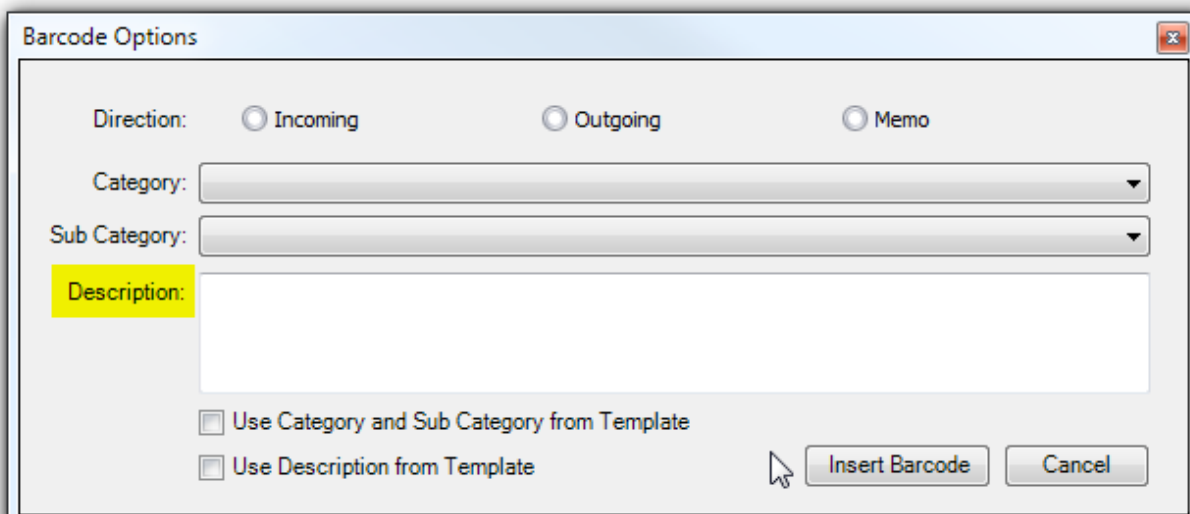 Barcode Options
Direction: Incoming Outgoing Memo
Category:
Sub Category:
Description:
Use Category and Sub Category from Template
Use Description from Template Insert Barcode Cancel